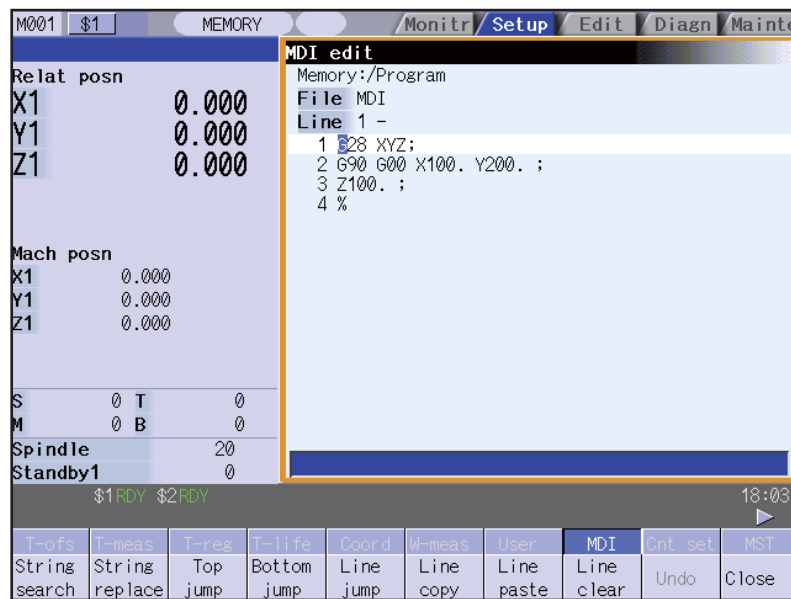 M001 $1 MEMORY Monitr Setup Edit Diagn Mainte
MDI edit
Relat posn
X1 0.000
Y1 0.000
Z1 0.000
Mach posn
X1 0.000
Y1 0.000
Z1 0.000
S 0 T 0
M 0 B 0
Spindle 20
Standby1 0
Memory:/Program
File MDI
Line 1 -
1 G28 XYZ;
2 G90 G00 X100. Y200. ;
3 Z100. ;
4 %
$1 RDY $2 RDY 18:03
T-ofs T-meas T-reg T-life Coord W-meas User MDI Cnt set MST
String search String replace Top jump Bottom jump Line jump Line copy Line paste Line clear Undo Close